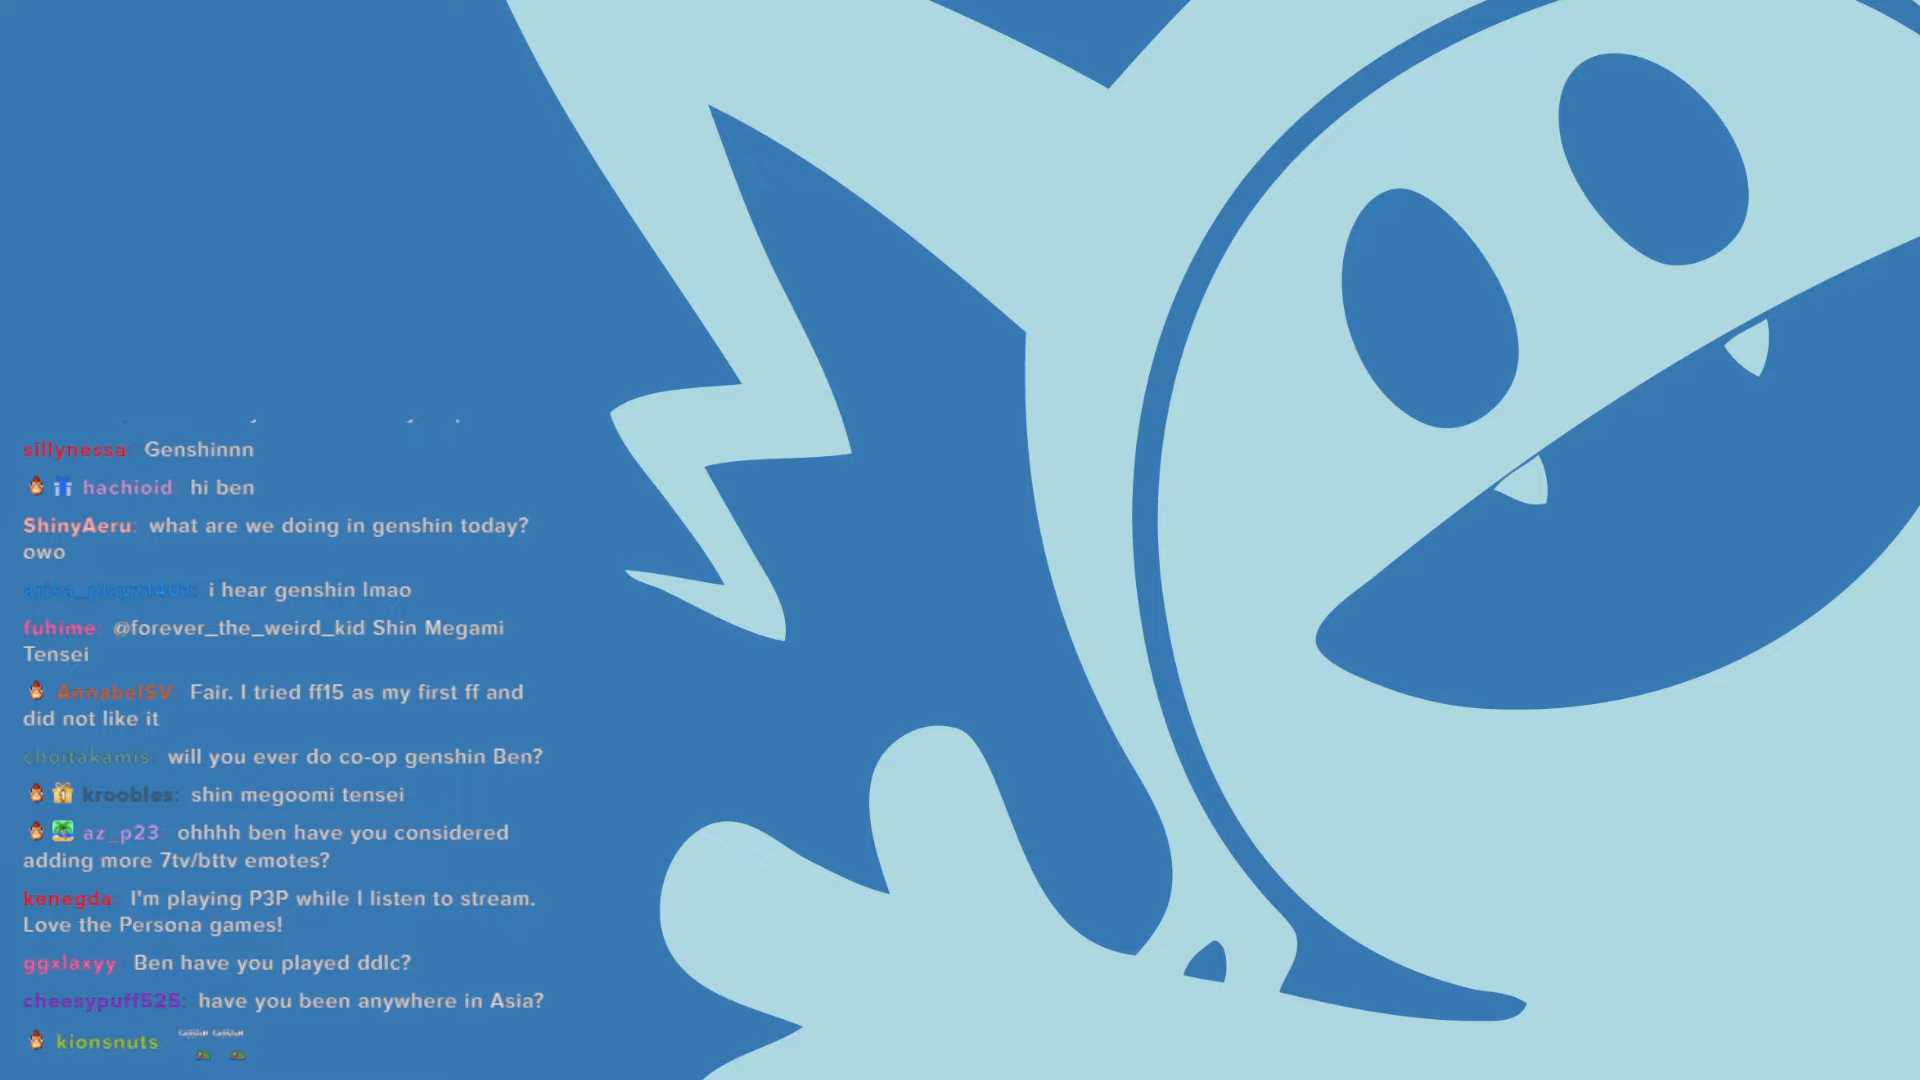 sillynessa: Genshinnn
hachioid: hi ben
ShinyAeru: what are we doing in genshin today?
owo
arisa_playz1401: i hear genshin lmao
fuhime: @forever_the_weird_kid Shin Megami
Tensei
AnnabelSV: Fair. I tried ff15 as my first ff and
did not like it
choitakamis: will you ever do co-op genshin Ben?
kroobles: shin megoomi tensei
az_p23: ohhhh ben have you considered
adding more 7tv/bttv emotes?
kenegda: I'm playing P3P while I listen to stream.
Love the Persona games!
ggxlaxyy: Ben have you played ddlc?
cheesypuff525: have you been anywhere in Asia?
kionsnuts: